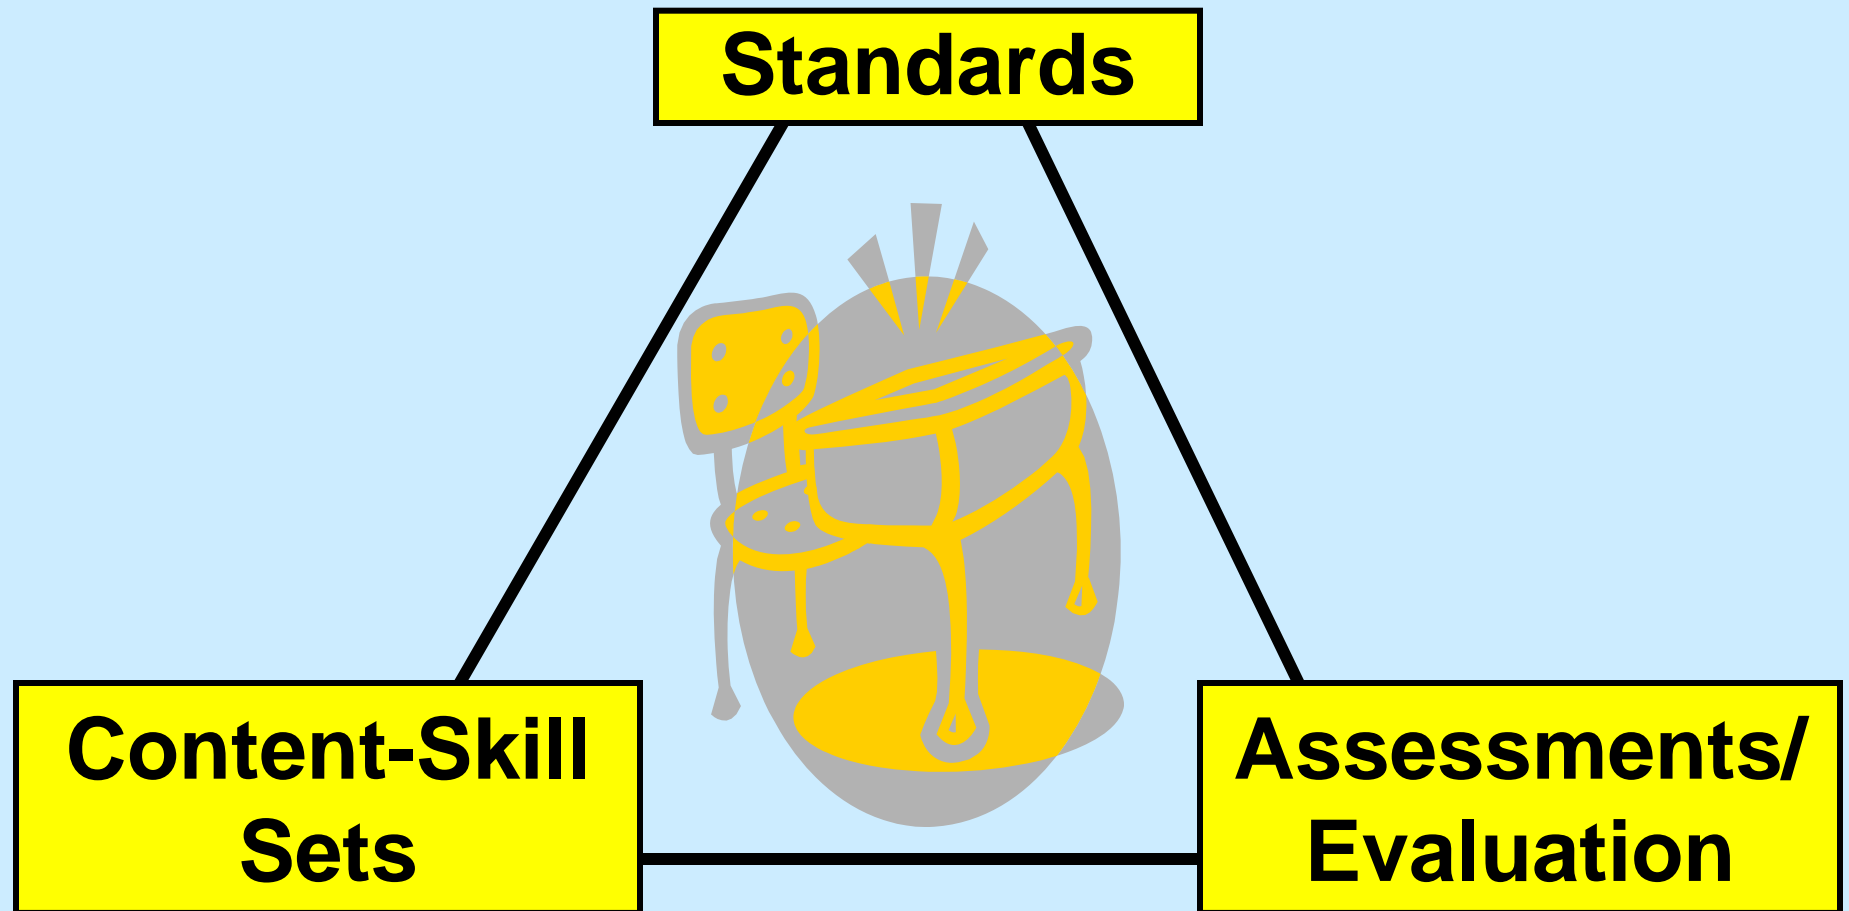 Standards
Content-Skill
Sets
Assessments/
Evaluation